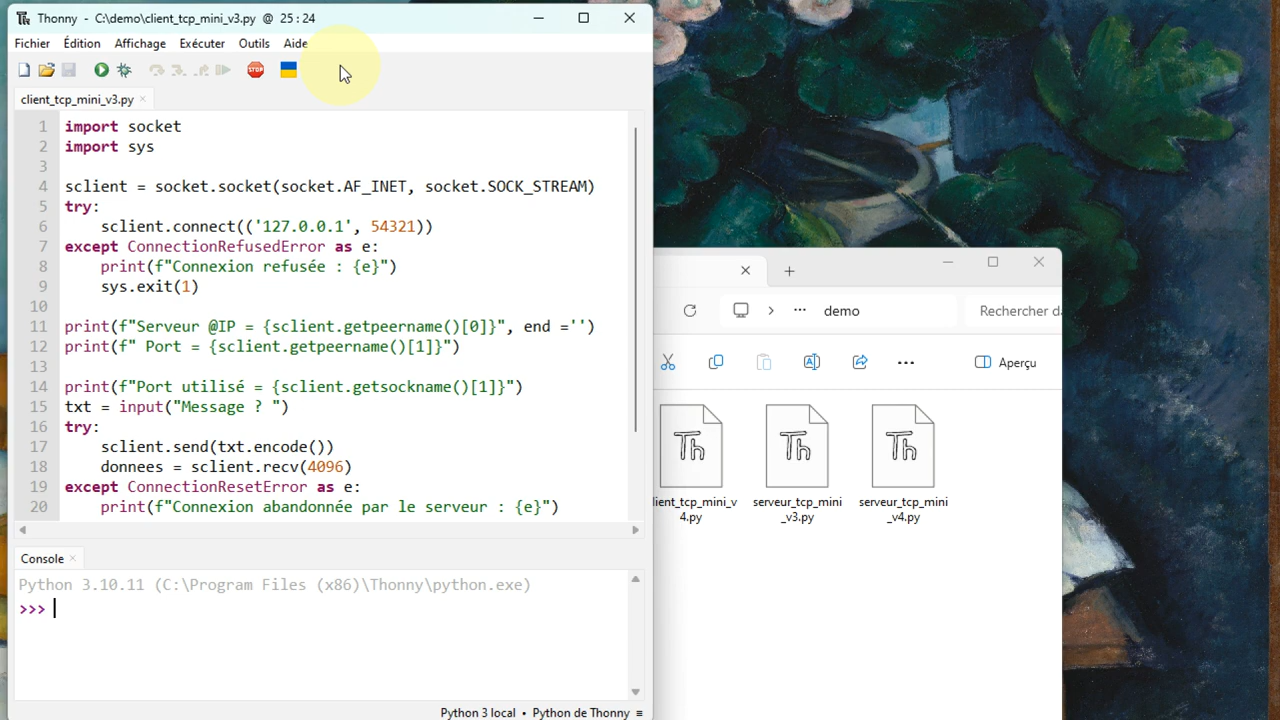 Thonny - C:\demo\client_tcp_mini_v3.py @ 25 : 24
Fichier Édition Affichage Exécuter Outils Aide
STOP
client_tcp_mini_v3.py
1 import socket
2 import sys
3
4 sclient = socket.socket(socket.AF_INET, socket.SOCK_STREAM)
5 try:
6 sclient.connect(('127.0.0.1', 54321))
7 except ConnectionRefusedError as e:
8 print(f"Connexion refusée : {e}")
9 sys.exit(1)
10
11 print(f"Serveur @IP = {sclient.getpeername()[0]}", end ='')
12 print(f" Port = {sclient.getpeername()[1]}")
13
14 print(f"Port utilisé = {sclient.getsockname()[1]}")
15 txt = input("Message ? ")
16 try:
17 sclient.send(txt.encode())
18 donnees = sclient.recv(4096)
19 except ConnectionResetError as e:
20 print(f"Connexion abandonnée par le serveur : {e}")
Console
Python 3.10.11 (C:\Program Files (x86)\Thonny\python.exe)
>>>
Python 3 local • Python de Thonny ≡
demo
Rechercher da
Aperçu
Th Th Th
lient_tcp_mini_v serveur_tcp_mini serveur_tcp_mini
4.py _v3.py _v4.py